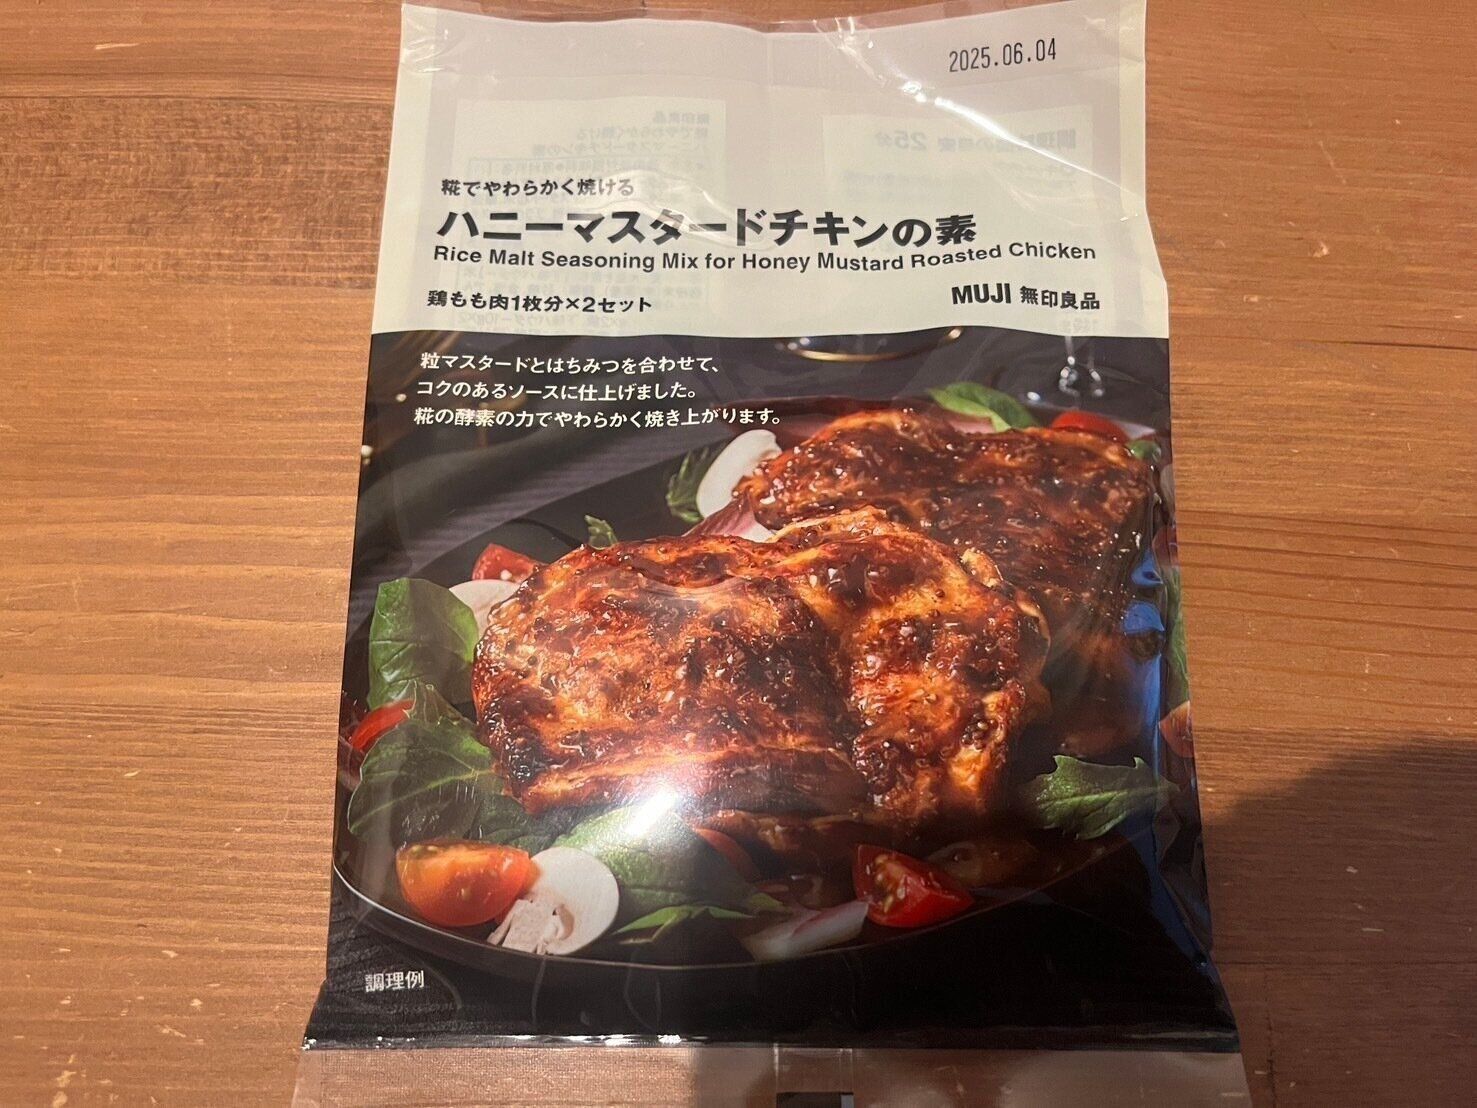 2025.06.04
糀でやわらかく焼ける
ハニーマスタードチキンの素
Rice Malt Seasoning Mix for Honey Mustard Roasted Chicken
鶏もも肉1枚分×2セット
MUJI 無印良品
粒マスタードとはちみつを合わせて、
コクのあるソースに仕上げました。
糀の酵素の力でやわらかく焼き上がります。
調理例